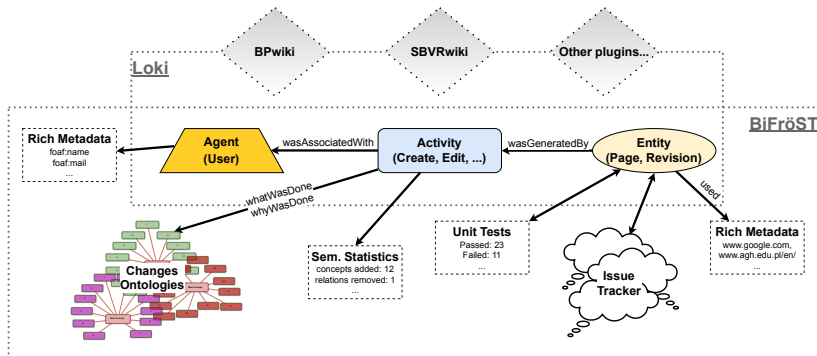 BPwiki
SBVRwiki
Other plugins...
Loki
BiFröST
Rich Metadata
foaf:name
foaf:mail
...
Agent
(User)
wasAssociatedWith
Activity
(Create, Edit, ...)
wasGeneratedBy
Entity
(Page, Revision)
used
whatWasDone
whyWasDone
Changes
Ontologies
Sem. Statistics
concepts added: 12
relations removed: 1
...
Unit Tests
Passed: 23
Failed: 11
...
Issue
Tracker
Rich Metadata
www.google.com,
www.agh.edu.pl/en/
...